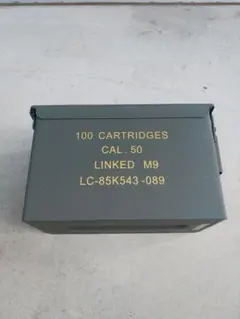 100 CARTRIDGES
CAL. 50
LINKED M9
LC-85K543-089